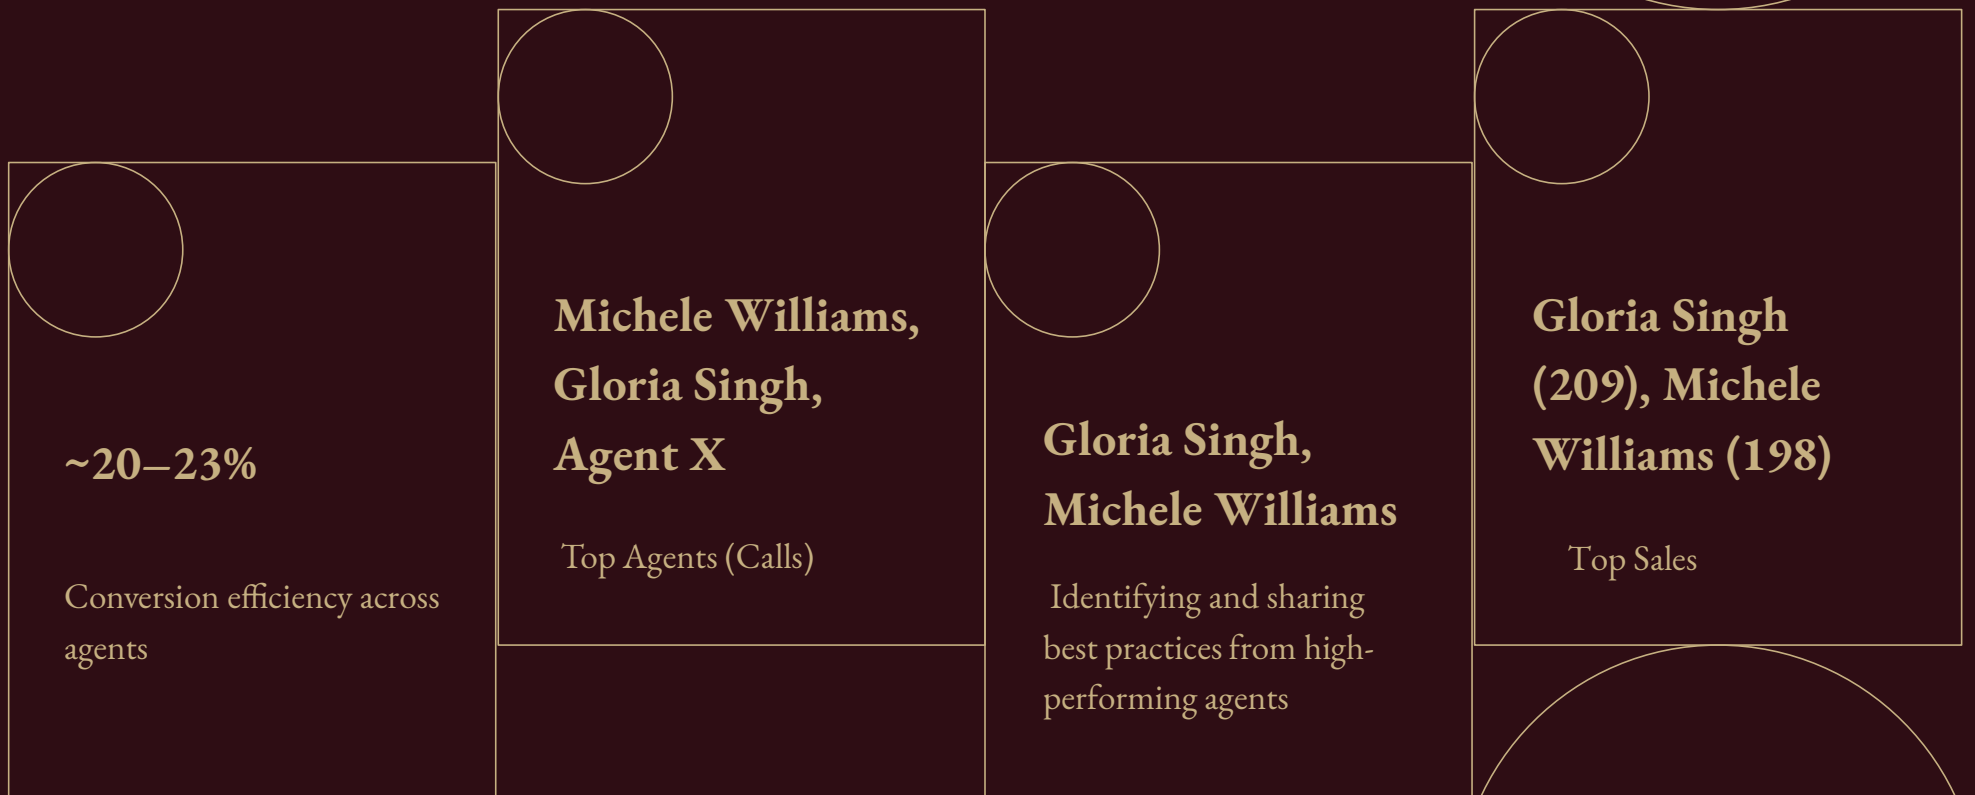 ~20–23%
Conversion efficiency across
agents
Michele Williams,
Gloria Singh,
Agent X
Top Agents (Calls)
Gloria Singh,
Michele Williams
Identifying and sharing
best practices from high-
performing agents
Gloria Singh
(209), Michele
Williams (198)
Top Sales